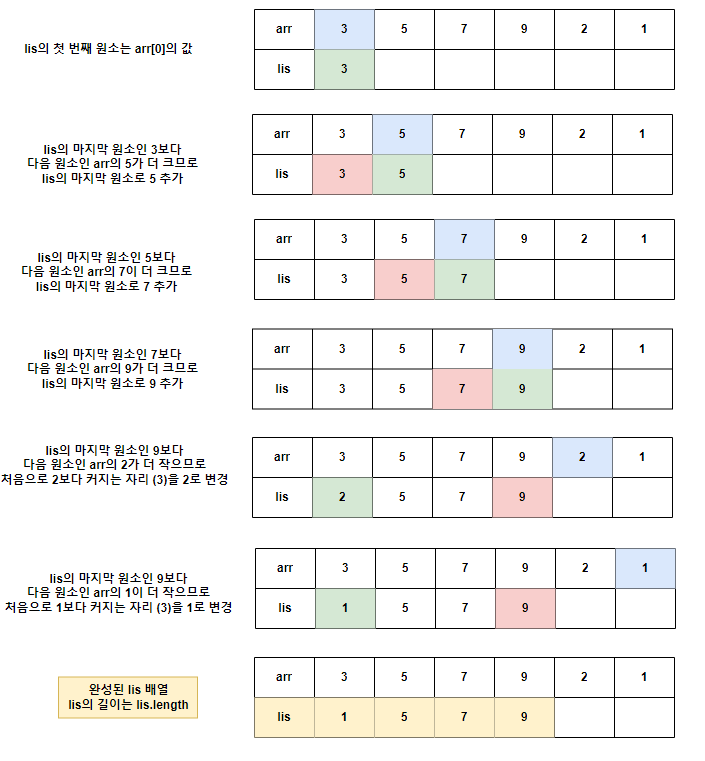 lis의 첫 번째 원소는 arr[0]의 값
arr 3 5 7 9 2 1
lis 3
lis의 마지막 원소인 3보다
다음 원소인 arr의 5가 더 크므로
lis의 마지막 원소로 5 추가
arr 3 5 7 9 2 1
lis 3 5
lis의 마지막 원소인 5보다
다음 원소인 arr의 7이 더 크므로
lis의 마지막 원소로 7 추가
arr 3 5 7 9 2 1
lis 3 5 7
lis의 마지막 원소인 7보다
다음 원소인 arr의 9가 더 크므로
lis의 마지막 원소로 9 추가
arr 3 5 7 9 2 1
lis 3 5 7 9
lis의 마지막 원소인 9보다
다음 원소인 arr의 2가 더 작으므로
처음으로 2보다 커지는 자리 (3)을 2로 변경
arr 3 5 7 9 2 1
lis 2 5 7 9
lis의 마지막 원소인 9보다
다음 원소인 arr의 1이 더 작으므로
처음으로 1보다 커지는 자리 (3)을 1로 변경
arr 3 5 7 9 2 1
lis 1 5 7 9
완성된 lis 배열
lis의 길이는 lis.length
arr 3 5 7 9 2 1
lis 1 5 7 9